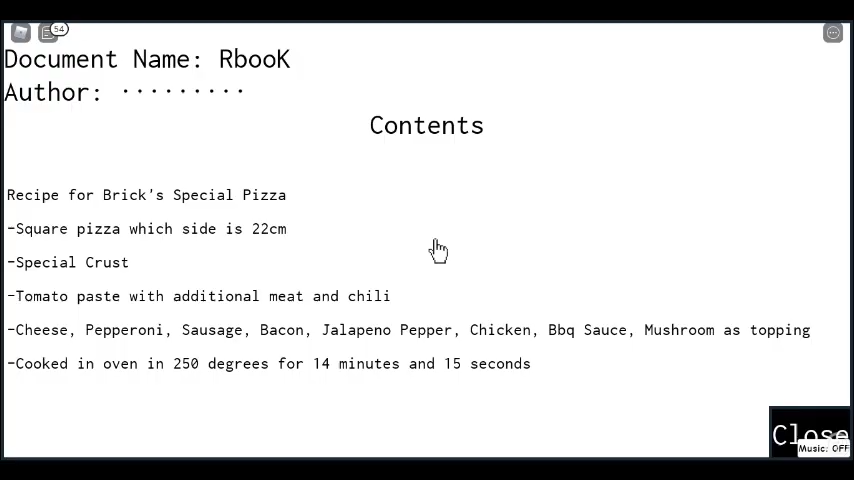 54
Document Name: RbooK
Author: ·········
Contents
Recipe for Brick's Special Pizza
-Square pizza which side is 22cm
-Special Crust
-Tomato paste with additional meat and chili
-Cheese, Pepperoni, Sausage, Bacon, Jalapeno Pepper, Chicken, Bbq Sauce, Mushroom as topping
-Cooked in oven in 250 degrees for 14 minutes and 15 seconds
Close
Music: OFF